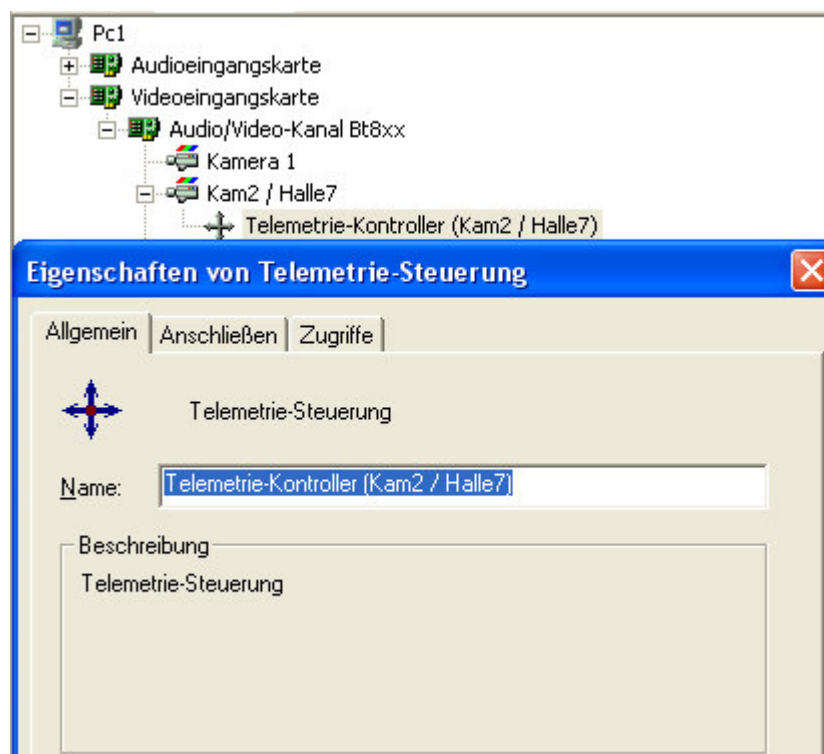 Pc1
Audioeingangskarte
Videoeingangskarte
Audio/Video-Kanal Bt8xx
Kamera 1
Kam2 / Halle7
Telemetrie-Kontroller (Kam2 / Halle7)
Eigenschaften von Telemetrie-Steuerung
Allgemein Anschließen Zugriffe
Telemetrie-Steuerung
Name: Telemetrie-Kontroller (Kam2 / Halle7)
Beschreibung
Telemetrie-Steuerung